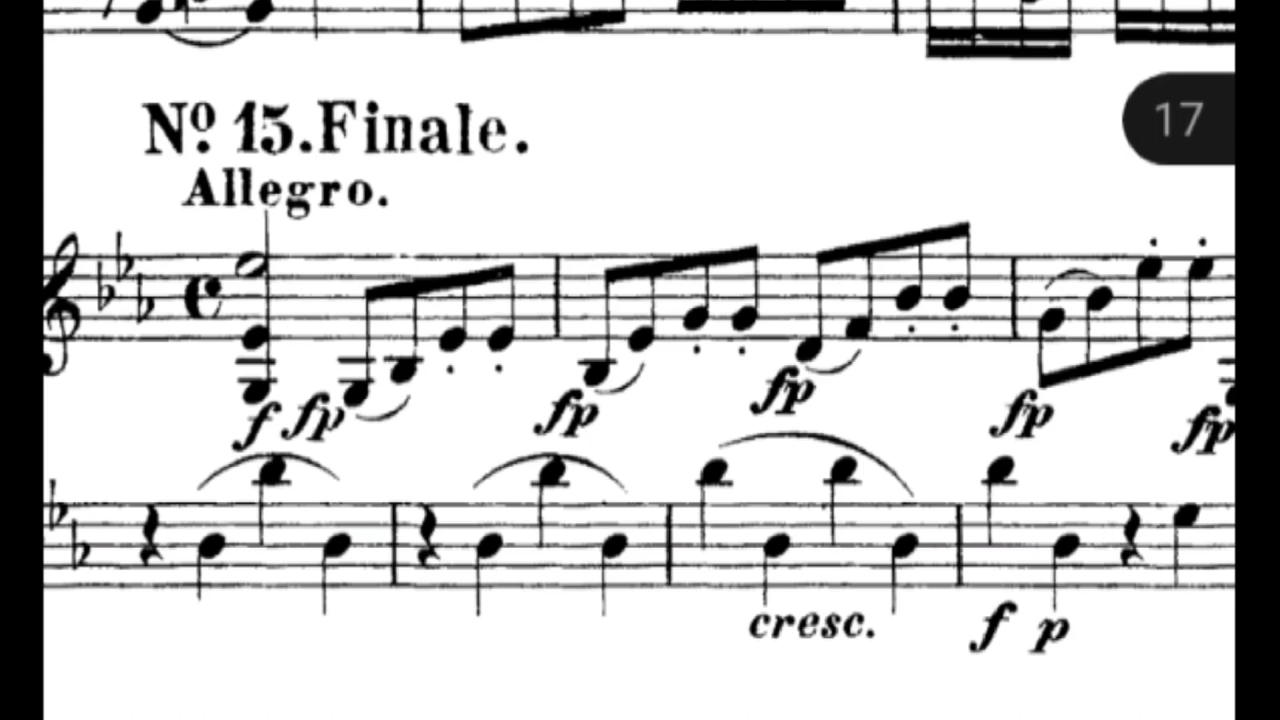 Nº 15. Finale.
17
Allegro.
f fp fp fp fp fp
cresc. f p